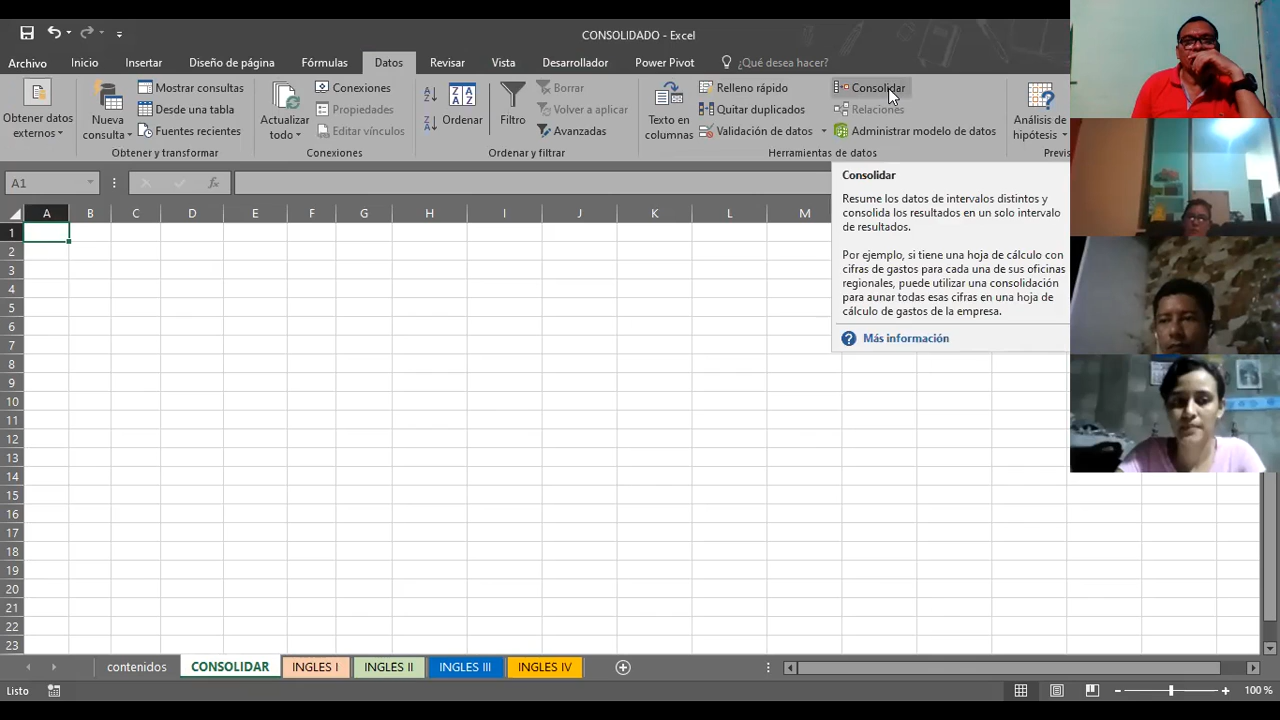 CONSOLIDADO - Excel
Archivo Inicio Insertar Diseño de página Fórmulas Datos Revisar Vista Desarrollador Power Pivot ¿Qué desea hacer?
Obtener datos externos
Nueva consulta
Mostrar consultas
Desde una tabla
Fuentes recientes
Obtener y transformar
Actualizar todo
Conexiones
Propiedades
Editar vínculos
Conexiones
Ordenar
Filtro
Borrar
Volver a aplicar
Avanzadas
Ordenar y filtrar
Texto en columnas
Relleno rápido
Quitar duplicados
Validación de datos
Consolidar
Relaciones
Administrar modelo de datos
Herramientas de datos
Análisis de hipótesis
Previs
A1
fx
Consolidar
Resume los datos de intervalos distintos y
consolida los resultados en un solo intervalo
de resultados.
Por ejemplo, si tiene una hoja de cálculo con
cifras de gastos para cada una de sus oficinas
regionales, puede utilizar una consolidación
para aunar todas esas cifras en una hoja de
cálculo de gastos de la empresa.
Más información
A B C D E F G H I J K L M
1
2
3
4
5
6
7
8
9
10
11
12
13
14
15
16
17
18
19
20
21
22
23
contenidos CONSOLIDAR INGLES I INGLES II INGLES III INGLES IV
Listo
100 %